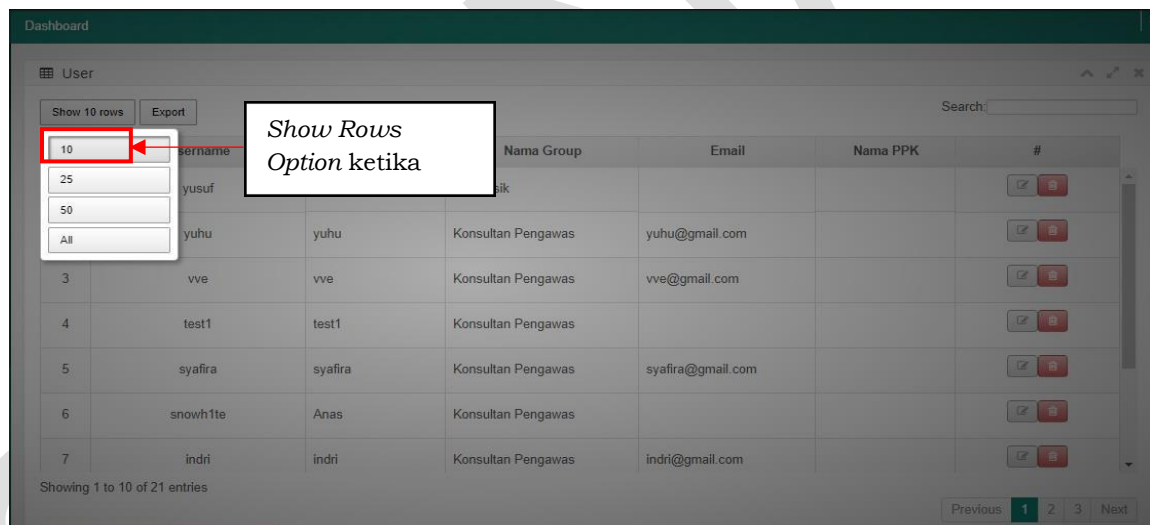 Dashboard
User
Show 10 rows Export Search:
Show Rows
Option ketika
10 sername Nama Group Email Nama PPK #
25 yusuf sik
50
All yuhu yuhu Konsultan Pengawas yuhu@gmail.com
3 vve vve Konsultan Pengawas vve@gmail.com
4 test1 test1 Konsultan Pengawas
5 syafira syafira Konsultan Pengawas syafira@gmail.com
6 snowh1te Anas Konsultan Pengawas
7 indri indri Konsultan Pengawas indri@gmail.com
Showing 1 to 10 of 21 entries
Previous 1 2 3 Next